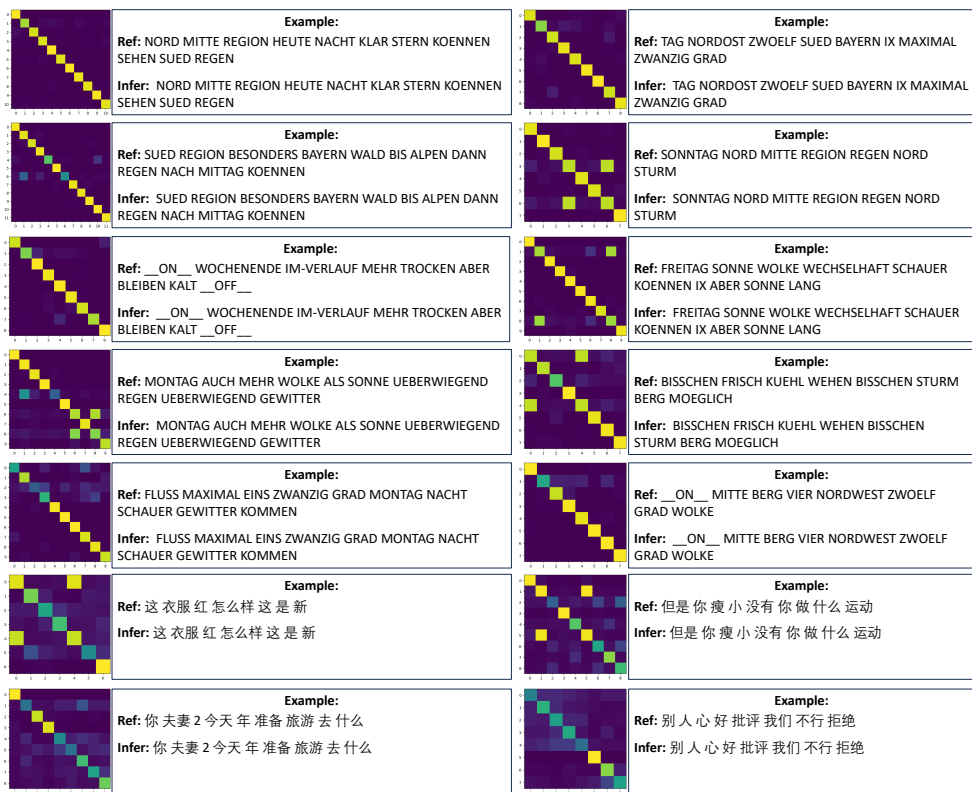 Example:
Ref: NORD MITTE REGION HEUTE NACHT KLAR STERN KOENNEN
SEHEN SUED REGEN
Infer: NORD MITTE REGION HEUTE NACHT KLAR STERN KOENNEN
SEHEN SUED REGEN
Example:
Ref: TAG NORDOST ZWOELF SUED BAYERN IX MAXIMAL
ZWANZIG GRAD
Infer: TAG NORDOST ZWOELF SUED BAYERN IX MAXIMAL
ZWANZIG GRAD
Example:
Ref: SUED REGION BESONDERS BAYERN WALD BIS ALPEN DANN
REGEN NACH MITTAG KOENNEN
Infer: SUED REGION BESONDERS BAYERN WALD BIS ALPEN DANN
REGEN NACH MITTAG KOENNEN
Example:
Ref: SONNTAG NORD MITTE REGION REGEN NORD
STURM
Infer: SONNTAG NORD MITTE REGION REGEN NORD
STURM
Example:
Ref: __ON__ WOCHENENDE IM-VERLAUF MEHR TROCKEN ABER
BLEIBEN KALT __OFF__
Infer: __ON__ WOCHENENDE IM-VERLAUF MEHR TROCKEN ABER
BLEIBEN KALT __OFF__
Example:
Ref: FREITAG SONNE WOLKE WECHSELHAFT SCHAUER
KOENNEN IX ABER SONNE LANG
Infer: FREITAG SONNE WOLKE WECHSELHAFT SCHAUER
KOENNEN IX ABER SONNE LANG
Example:
Ref: MONTAG AUCH MEHR WOLKE ALS SONNE UEBERWIEGEND
REGEN UEBERWIEGEND GEWITTER
Infer: MONTAG AUCH MEHR WOLKE ALS SONNE UEBERWIEGEND
REGEN UEBERWIEGEND GEWITTER
Example:
Ref: BISSCHEN FRISCH KUEHL WEHEN BISSCHEN STURM
BERG MOEGLICH
Infer: BISSCHEN FRISCH KUEHL WEHEN BISSCHEN
STURM BERG MOEGLICH
Example:
Ref: FLUSS MAXIMAL EINS ZWANZIG GRAD MONTAG NACHT
SCHAUER GEWITTER KOMMEN
Infer: FLUSS MAXIMAL EINS ZWANZIG GRAD MONTAG NACHT
SCHAUER GEWITTER KOMMEN
Example:
Ref: __ON__ MITTE BERG VIER NORDWEST ZWOELF
GRAD WOLKE
Infer: __ON__ MITTE BERG VIER NORDWEST ZWOELF
GRAD WOLKE
Example:
Ref: 这 衣服 红 怎么样 这 是 新
Infer: 这 衣服 红 怎么样 这 是 新
Example:
Ref: 但是 你 瘦 小 没有 你 做 什么 运动
Infer: 但是 你 瘦 小 没有 你 做 什么 运动
Example:
Ref: 你 夫妻 2 今天 年 准备 旅游 去 什么
Infer: 你 夫妻 2 今天 年 准备 旅游 去 什么
Example:
Ref: 别 人 心 好 批评 我们 不行 拒绝
Infer: 别 人 心 好 批评 我们 不行 拒绝